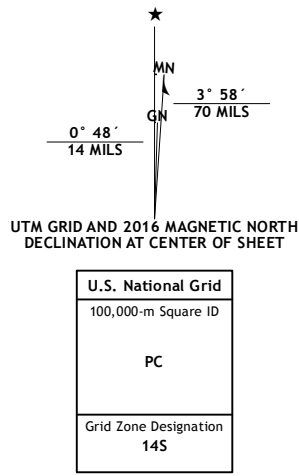 ★
MN
3° 58´
70 MILS
GN
0° 48´
14 MILS
UTM GRID AND 2016 MAGNETIC NORTH
DECLINATION AT CENTER OF SHEET
U.S. National Grid
100,000-m Square ID
PC
Grid Zone Designation
14S